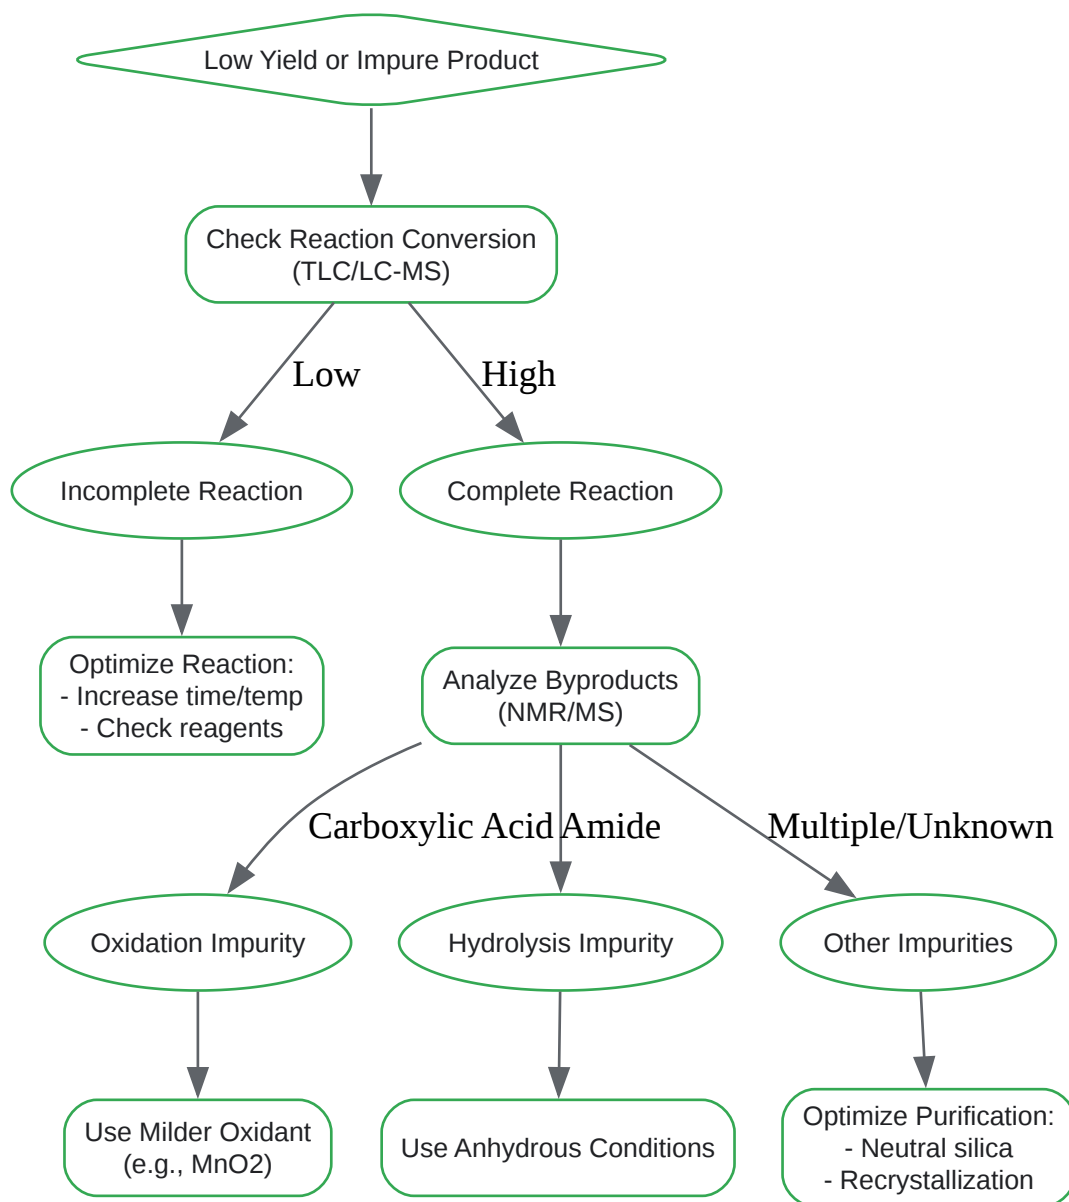 Low Yield or Impure Product
Check Reaction Conversion
(TLC/LC-MS)
Low
High
Incomplete Reaction
Complete Reaction
Optimize Reaction:
- Increase time/temp
- Check reagents
Analyze Byproducts
(NMR/MS)
Carboxylic Acid
Amide
Multiple/Unknown
Oxidation Impurity
Hydrolysis Impurity
Other Impurities
Use Milder Oxidant
(e.g., MnO2)
Use Anhydrous Conditions
Optimize Purification:
- Neutral silica
- Recrystallization